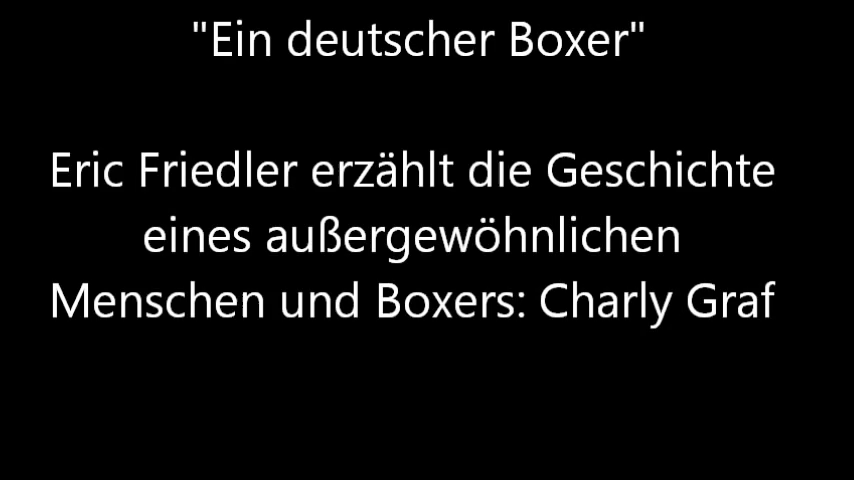 "Ein deutscher Boxer"
Eric Friedler erzählt die Geschichte
eines außergewöhnlichen
Menschen und Boxers: Charly Graf